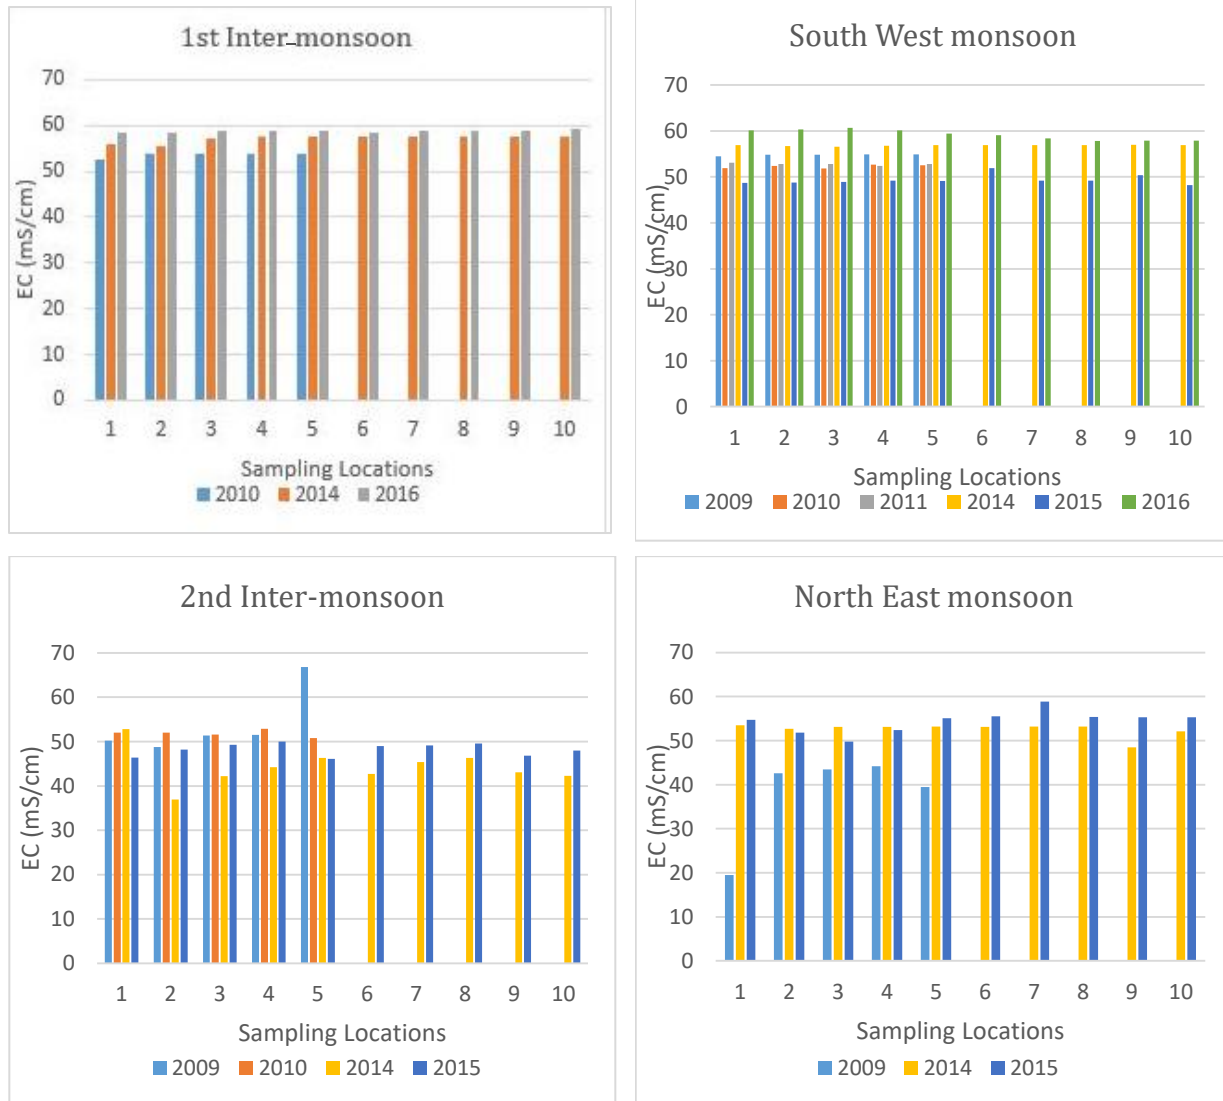 1st Inter-monsoon
70
60
50
40
30
20
10
0
EC (mS/cm)
1 2 3 4 5 6 7 8 9 10
Sampling Locations
2010 2014 2016
South West monsoon
70
60
50
40
30
20
10
0
EC (mS/cm)
1 2 3 4 5 6 7 8 9 10
Sampling Locations
2009 2010 2011 2014 2015 2016
2nd Inter-monsoon
70
60
50
40
30
20
10
0
EC (mS/cm)
1 2 3 4 5 6 7 8 9 10
Sampling Locations
2009 2010 2014 2015
North East monsoon
70
60
50
40
30
20
10
0
EC (mS/cm)
1 2 3 4 5 6 7 8 9 10
Sampling Locations
2009 2014 2015